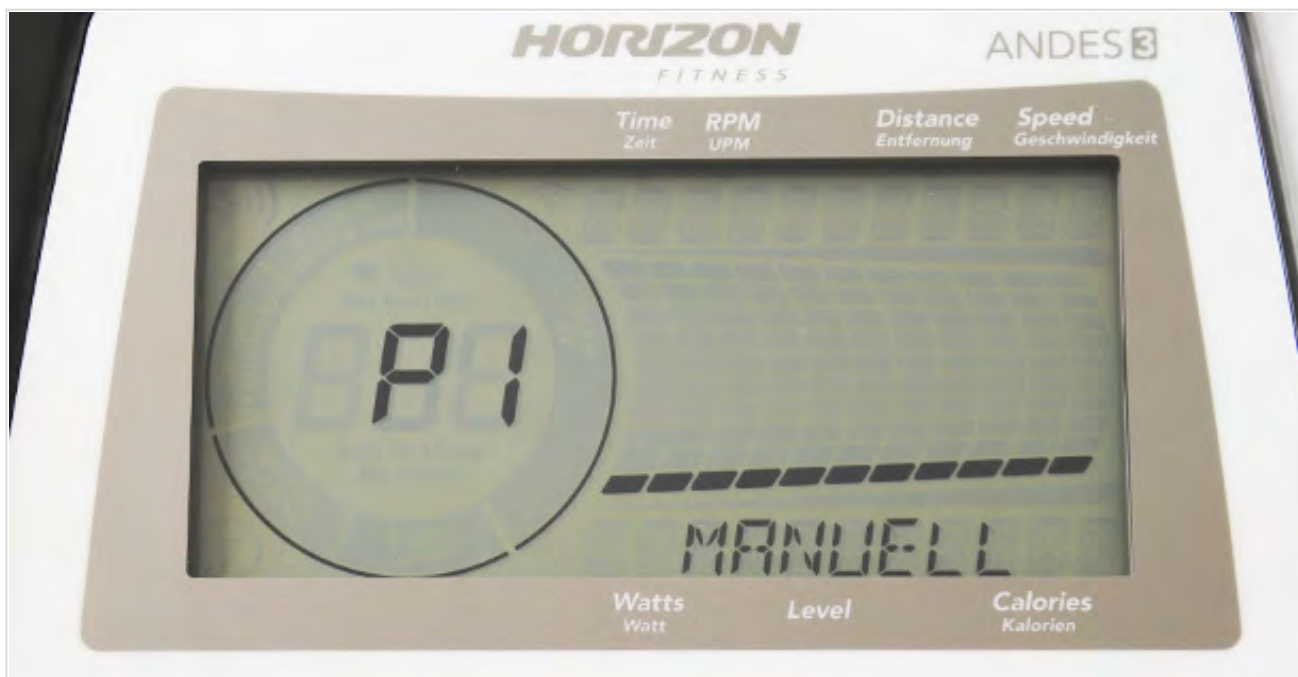 HORIZON
FITNESS
ANDES 3
Time RPM Distance Speed
Zeit UPM Entfernung Geschwindigkeit
P1
MANUELL
Watts Level Calories
Watt Kalorien